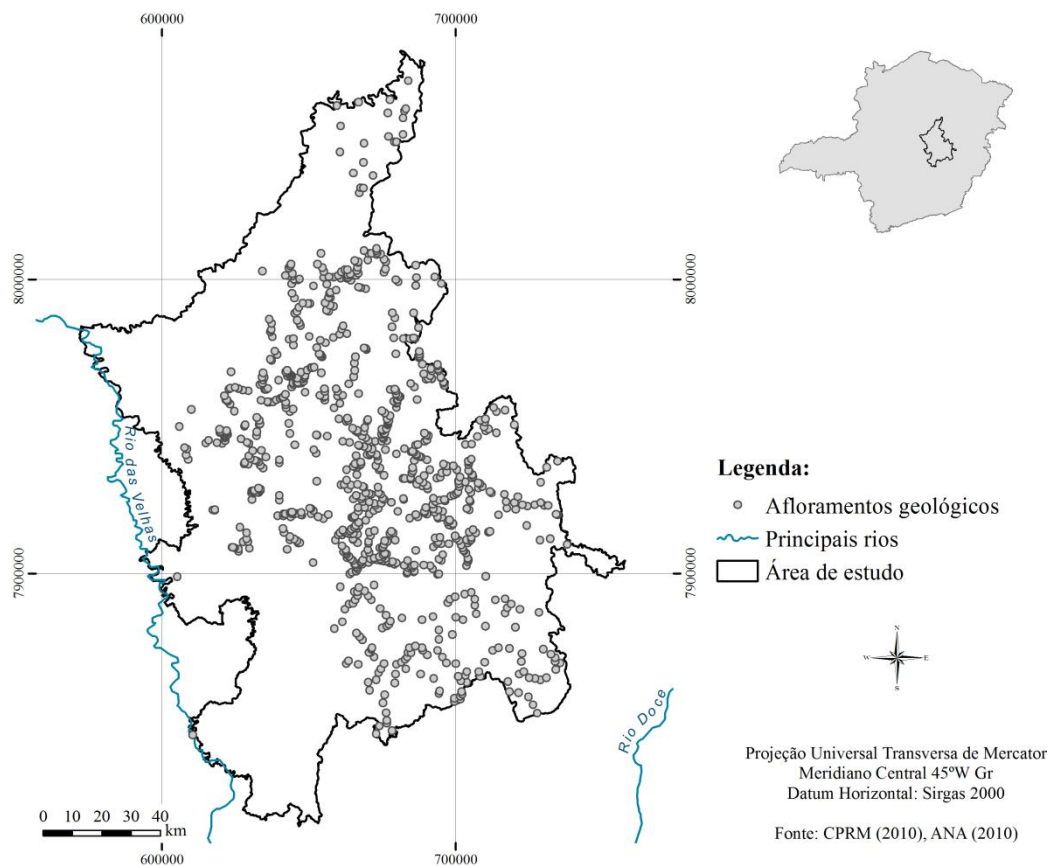 600000
700000
8000000
8000000
Rio das Velhas
Legenda:
Afloramentos geológicos
Principais rios
Área de estudo
7900000
7900000
N
W
E
S
Rio Doce
Projeção Universal Transversa de Mercator
Meridiano Central 45ºW Gr
Datum Horizontal: Sirgas 2000
0 10 20 30 40
km
Fonte: CPRM (2010), ANA (2010)
600000
700000